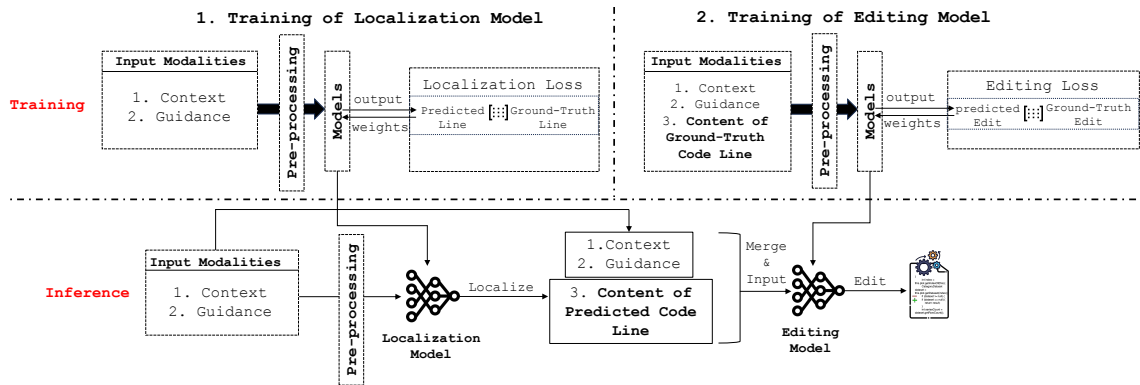 1. Training of Localization Model
2. Training of Editing Model
Training
Input Modalities
1. Context
2. Guidance
Pre-processing
Models
output
weights
Localization Loss
Predicted Line
[:::]
Ground-Truth Line
Input Modalities
1. Context
2. Guidance
3. Content of
Ground-Truth
Code Line
Pre-processing
Models
output
weights
Editing Loss
predicted Edit
[:::]
Ground-Truth Edit
Inference
Input Modalities
1. Context
2. Guidance
Pre-processing
Localization
Model
Localize
1.Context
2. Guidance
3. Content of
Predicted Code
Line
Merge
&
Input
Editing
Model
Edit